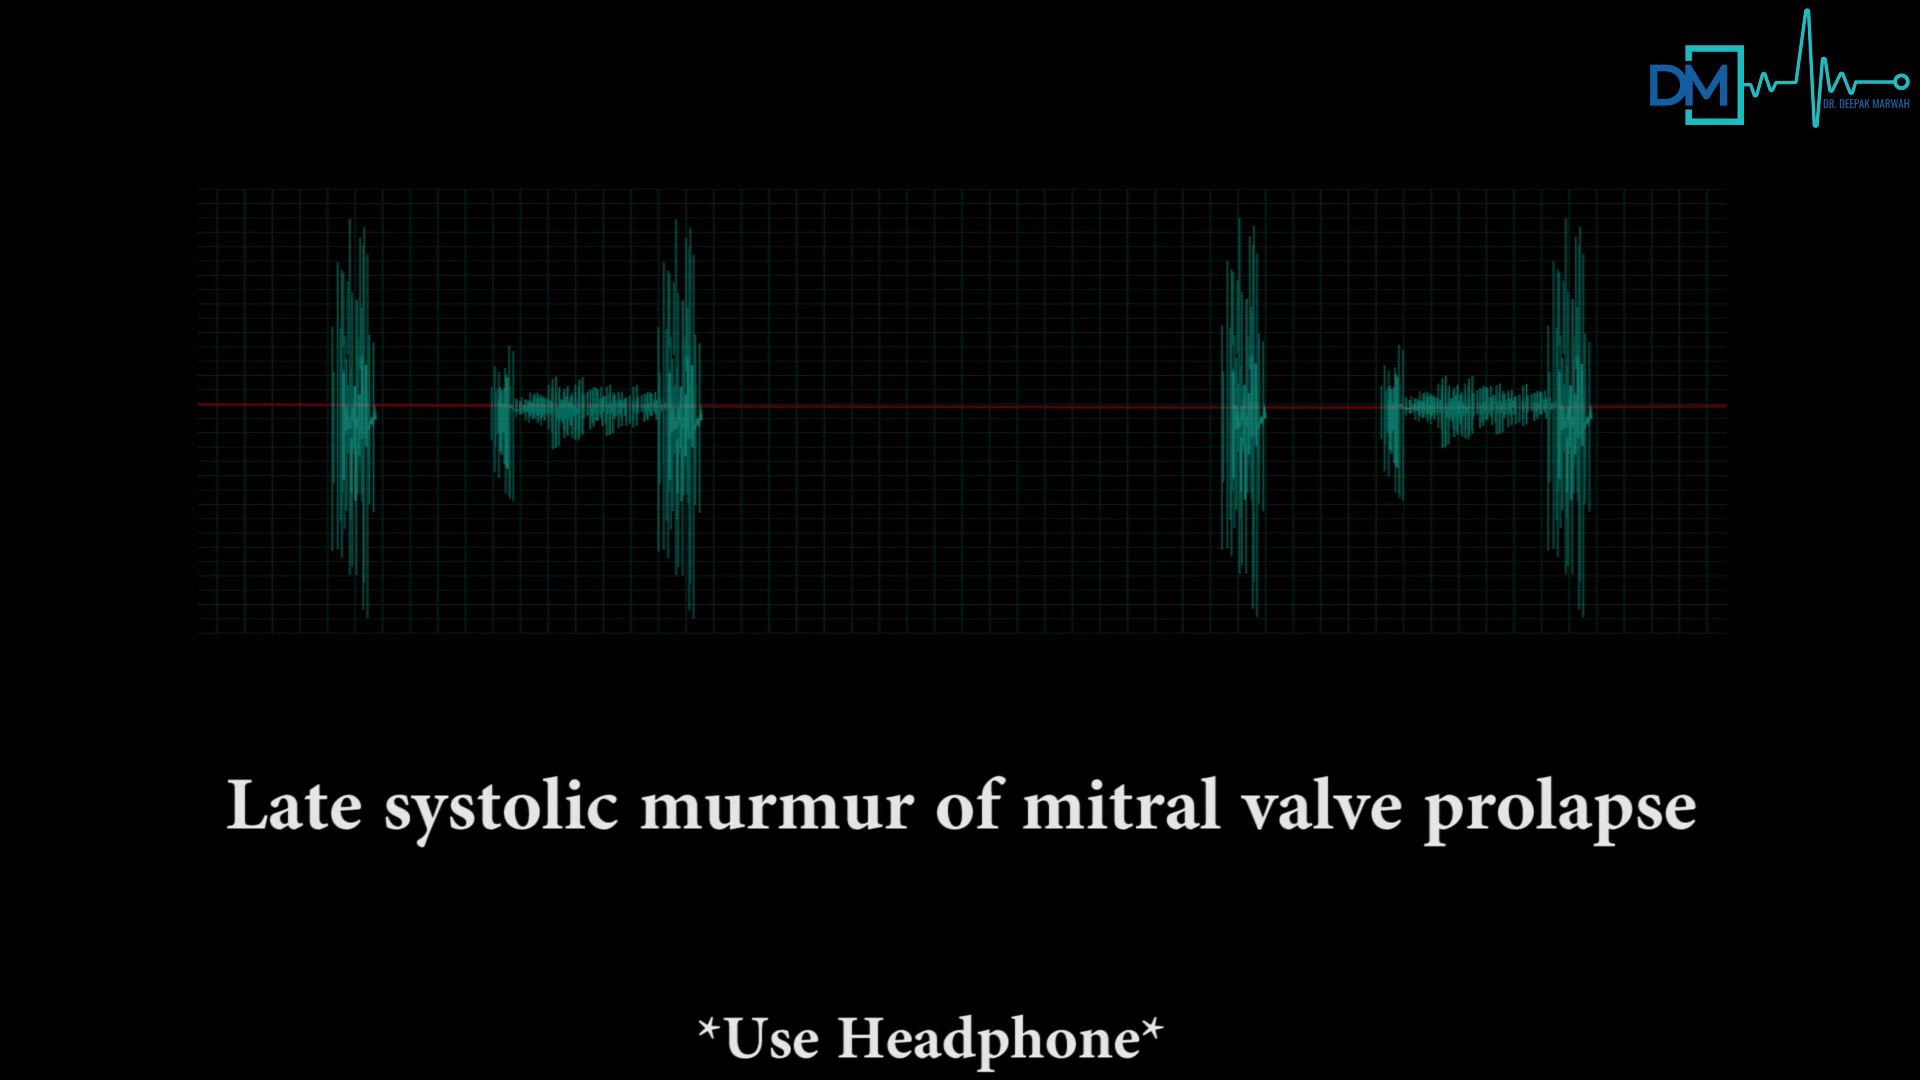 DM
DR. DEEPAK MARWAH
Late systolic murmur of mitral valve prolapse
*Use Headphone*